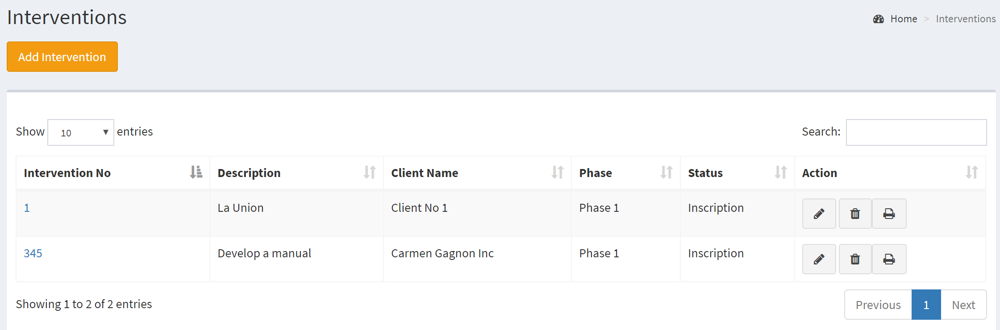 Interventions
Home > Interventions
Add Intervention
Show 10 entries
Search:
Intervention No Description Client Name Phase Status Action
1 La Union Client No 1 Phase 1 Inscription
345 Develop a manual Carmen Gagnon Inc Phase 1 Inscription
Showing 1 to 2 of 2 entries
Previous 1 Next